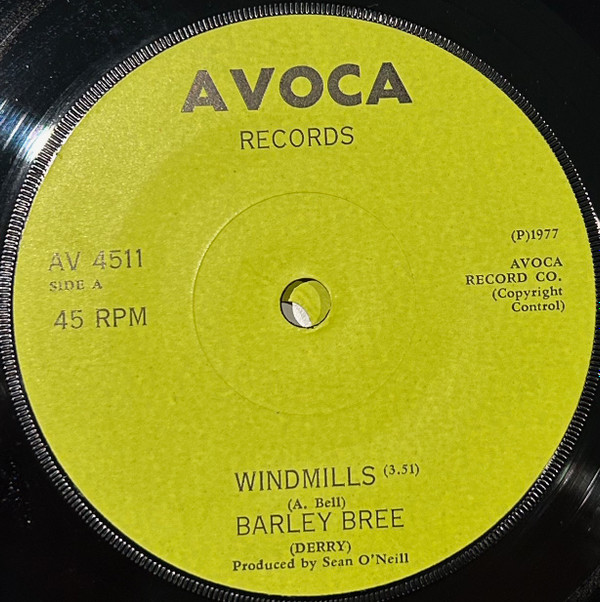 AVOCA
RECORDS
AV 4511
SIDE A
45 RPM
(P)1977
AVOCA
RECORD CO.
(Copyright
Control)
WINDMILLS (3.51)
(A. Bell)
BARLEY BREE
(DERRY)
Produced by Sean O'Neill